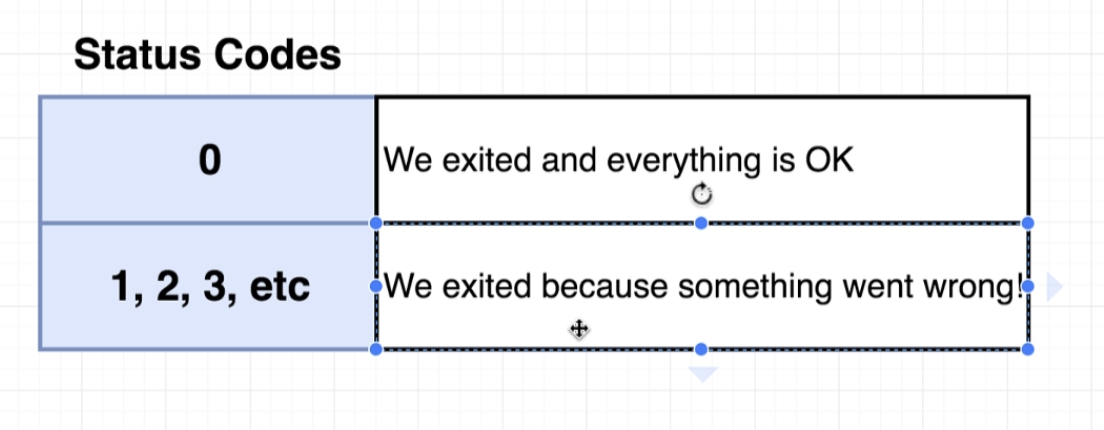 Status Codes
0
We exited and everything is OK
1, 2, 3, etc
We exited because something went wrong!